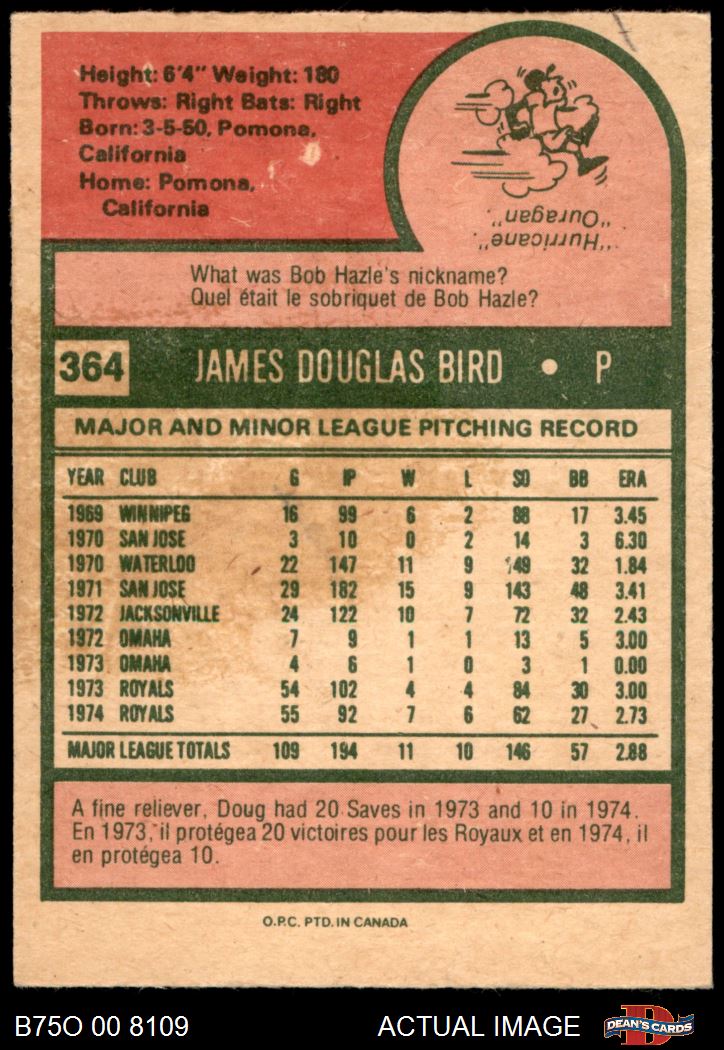 Height: 6'4" Weight: 180
Throws: Right Bats: Right
Born: 3-5-50, Pomona,
California
Home: Pomona,
California
"Hurricane"
"Ouragan"
What was Bob Hazle's nickname?
Quel était le sobriquet de Bob Hazle?
364 JAMES DOUGLAS BIRD • P
MAJOR AND MINOR LEAGUE PITCHING RECORD
YEAR CLUB G IP W L SO BB ERA
1969 WINNIPEG 16 99 6 2 88 17 3.45
1970 SAN JOSE 3 10 0 2 14 3 6.30
1970 WATERLOO 22 147 11 9 149 32 1.84
1971 SAN JOSE 29 182 15 9 143 48 3.41
1972 JACKSONVILLE 24 122 10 7 72 32 2.43
1972 OMAHA 7 9 1 1 13 5 3.00
1973 OMAHA 4 6 1 0 3 1 0.00
1973 ROYALS 54 102 4 4 84 30 3.00
1974 ROYALS 55 92 7 6 62 27 2.73
MAJOR LEAGUE TOTALS 109 194 11 10 146 57 2.88
A fine reliever, Doug had 20 Saves in 1973 and 10 in 1974.
En 1973, il protégea 20 victoires pour les Royaux et en 1974, il
en protégea 10.
O.P.C. PTD. IN CANADA
B75O 00 8109 ACTUAL IMAGE DEAN'S CARDS